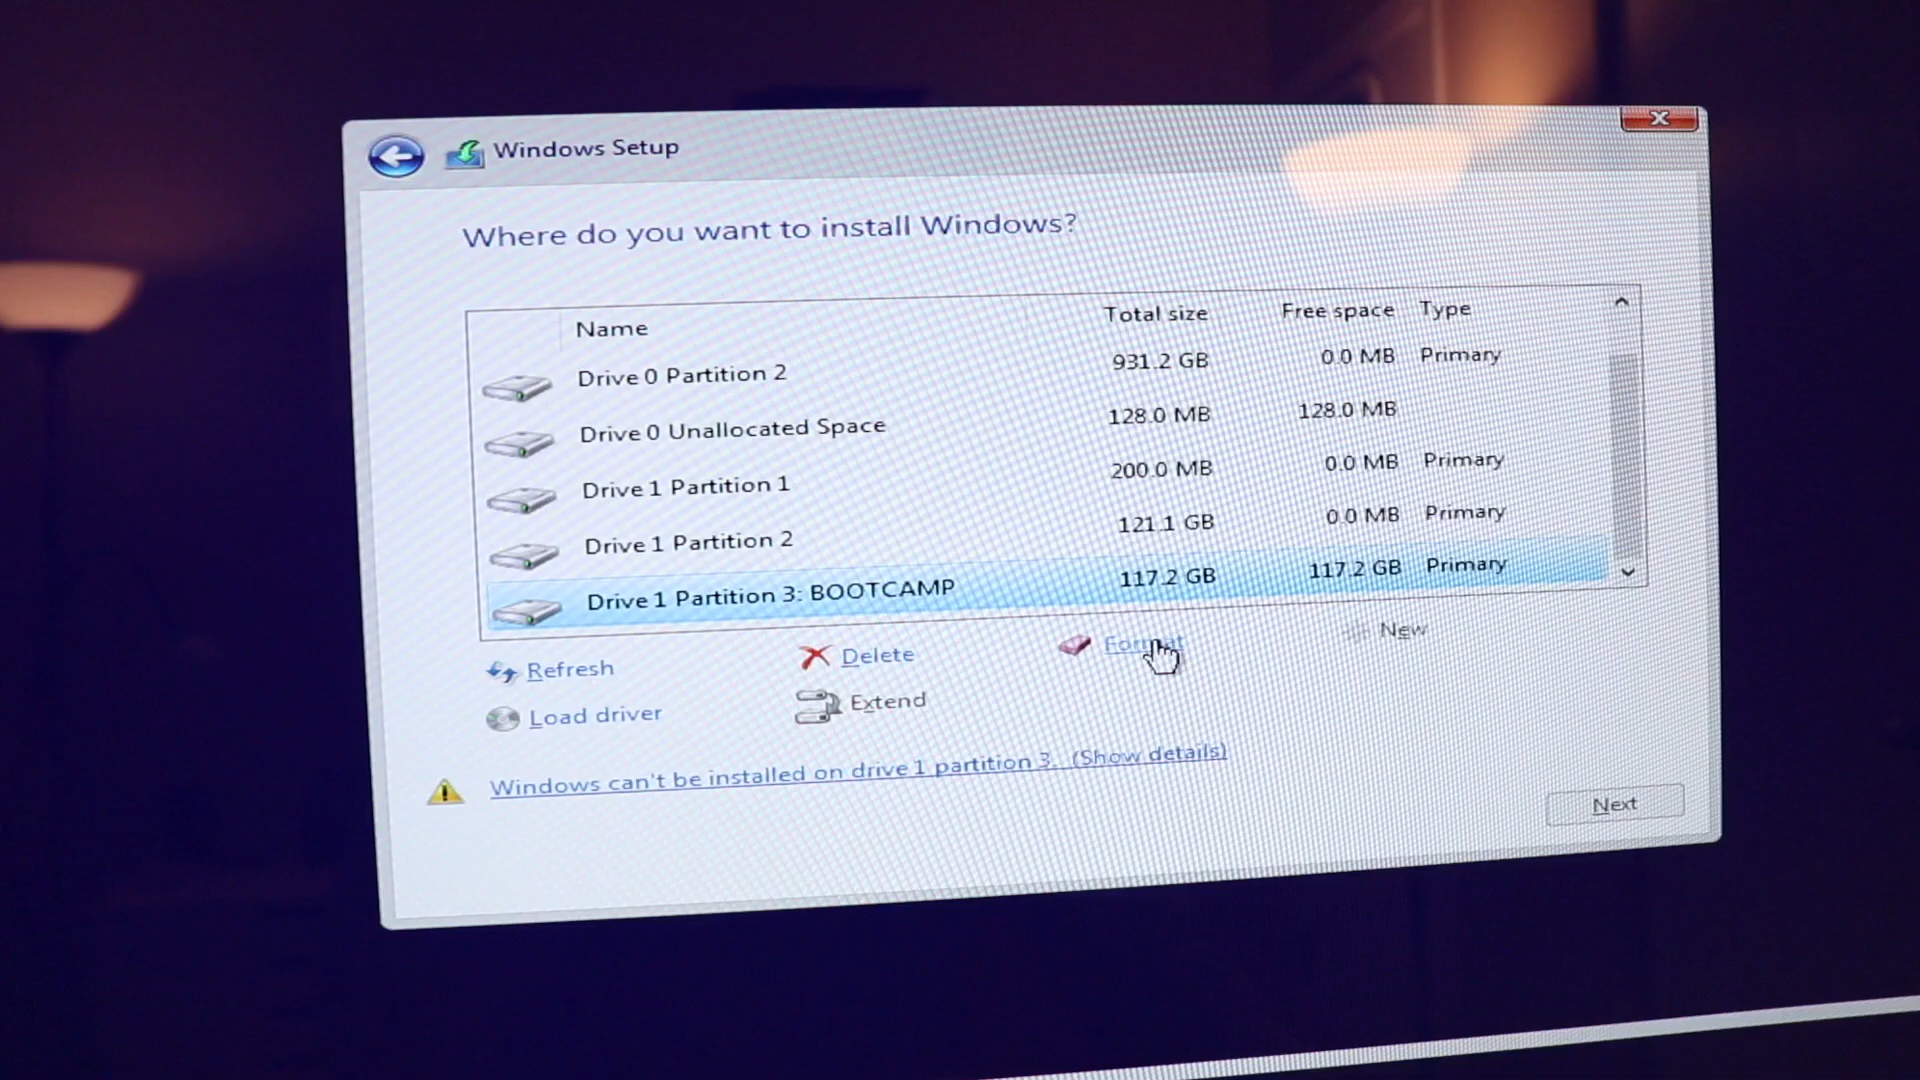 Windows Setup
Where do you want to install Windows?
Name Total size Free space Type
Drive 0 Partition 2 931.2 GB 0.0 MB Primary
Drive 0 Unallocated Space 128.0 MB 128.0 MB
Drive 1 Partition 1 200.0 MB 0.0 MB Primary
Drive 1 Partition 2 121.1 GB 0.0 MB Primary
Drive 1 Partition 3: BOOTCAMP 117.2 GB 117.2 GB Primary
Refresh Delete Format New
Load driver Extend
Windows can't be installed on drive 1 partition 3. (Show details)
Next